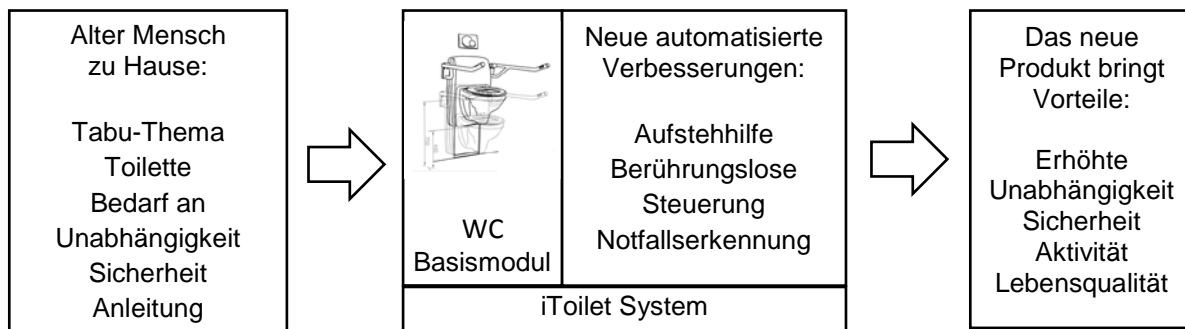 Alter Mensch
zu Hause:
Tabu-Thema
Toilette
Bedarf an
Unabhängigkeit
Sicherheit
Anleitung
WC
Basismodul
Neue automatisierte
Verbesserungen:
Aufstehhilfe
Berührungslose
Steuerung
Notfallserkennung
iToilet System
Das neue
Produkt bringt
Vorteile:
Erhöhte
Unabhängigkeit
Sicherheit
Aktivität
Lebensqualität